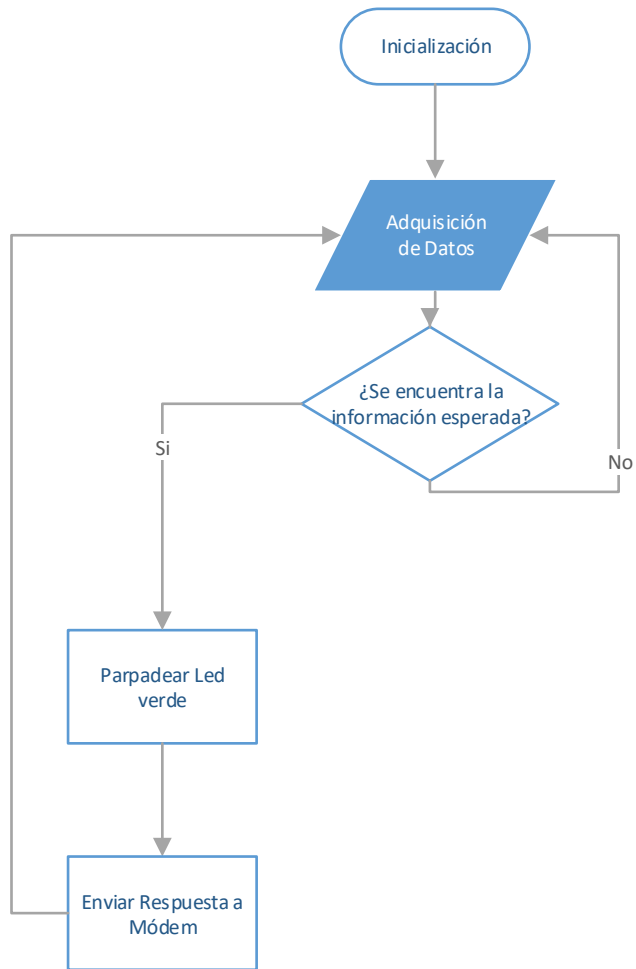 Inicialización
Adquisición
de Datos
¿Se encuentra la
información esperada?
Si
No
Parpadear Led
verde
Enviar Respuesta a
Módem